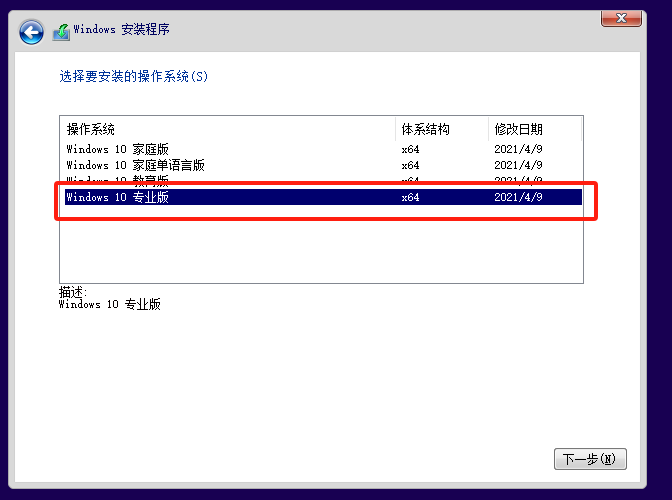 Windows 安装程序
选择要安装的操作系统(S)
操作系统 体系结构 修改日期
Windows 10 家庭版 x64 2021/4/9
Windows 10 家庭单语言版 x64 2021/4/9
Windows 10 教育版 x64 2021/4/9
Windows 10 专业版 x64 2021/4/9
描述:
Windows 10 专业版
下一步(N)